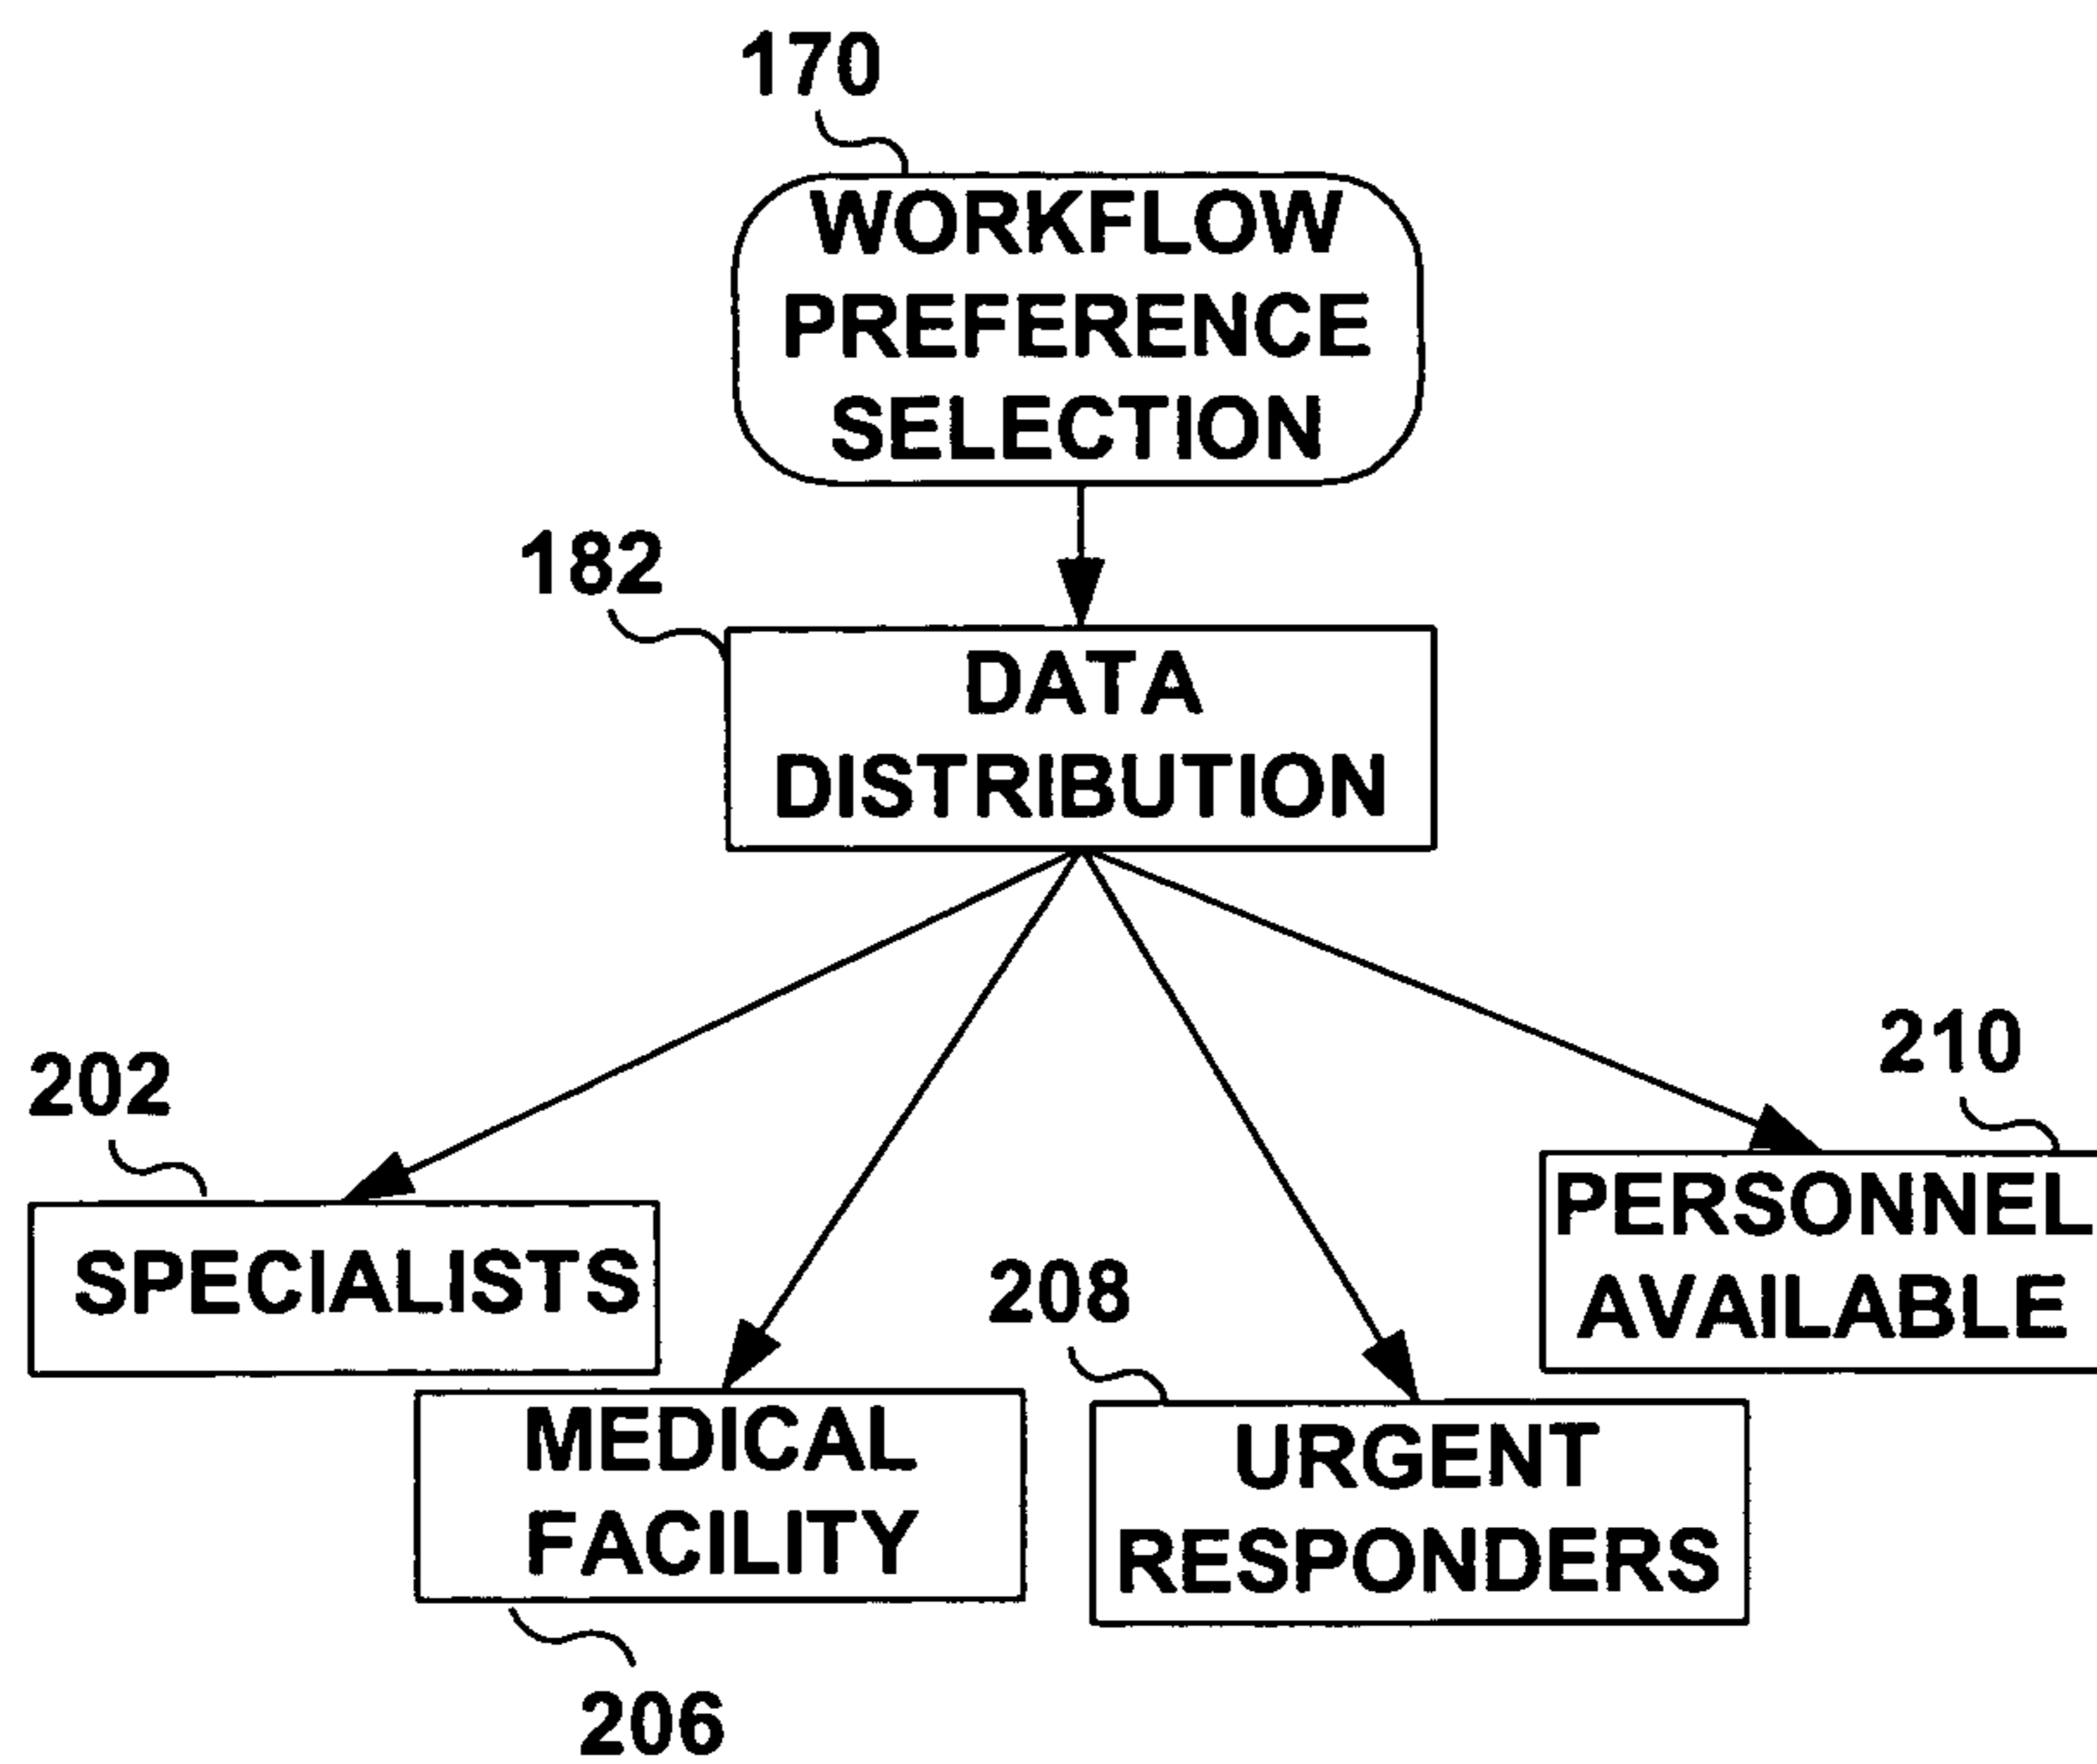 170
WORKFLOW
PREFERENCE
SELECTION
182
DATA
DISTRIBUTION
202
SPECIALISTS
206
MEDICAL
FACILITY
208
URGENT
RESPONDERS
210
PERSONNEL
AVAILABLE